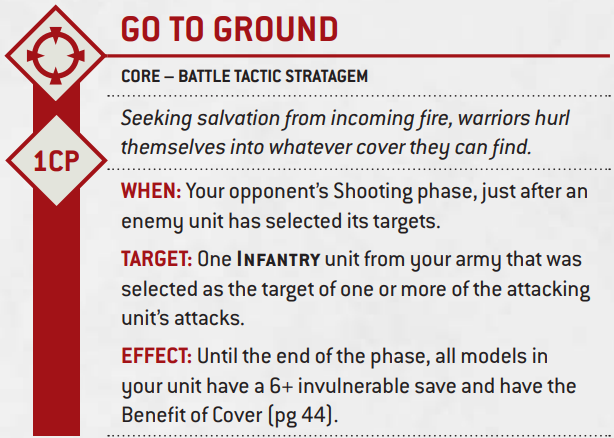 GO TO GROUND
CORE – BATTLE TACTIC STRATAGEM
Seeking salvation from incoming fire, warriors hurl
themselves into whatever cover they can find.
1CP
WHEN: Your opponent's Shooting phase, just after an
enemy unit has selected its targets.
TARGET: One INFANTRY unit from your army that was
selected as the target of one or more of the attacking
unit's attacks.
EFFECT: Until the end of the phase, all models in
your unit have a 6+ invulnerable save and have the
Benefit of Cover (pg 44).